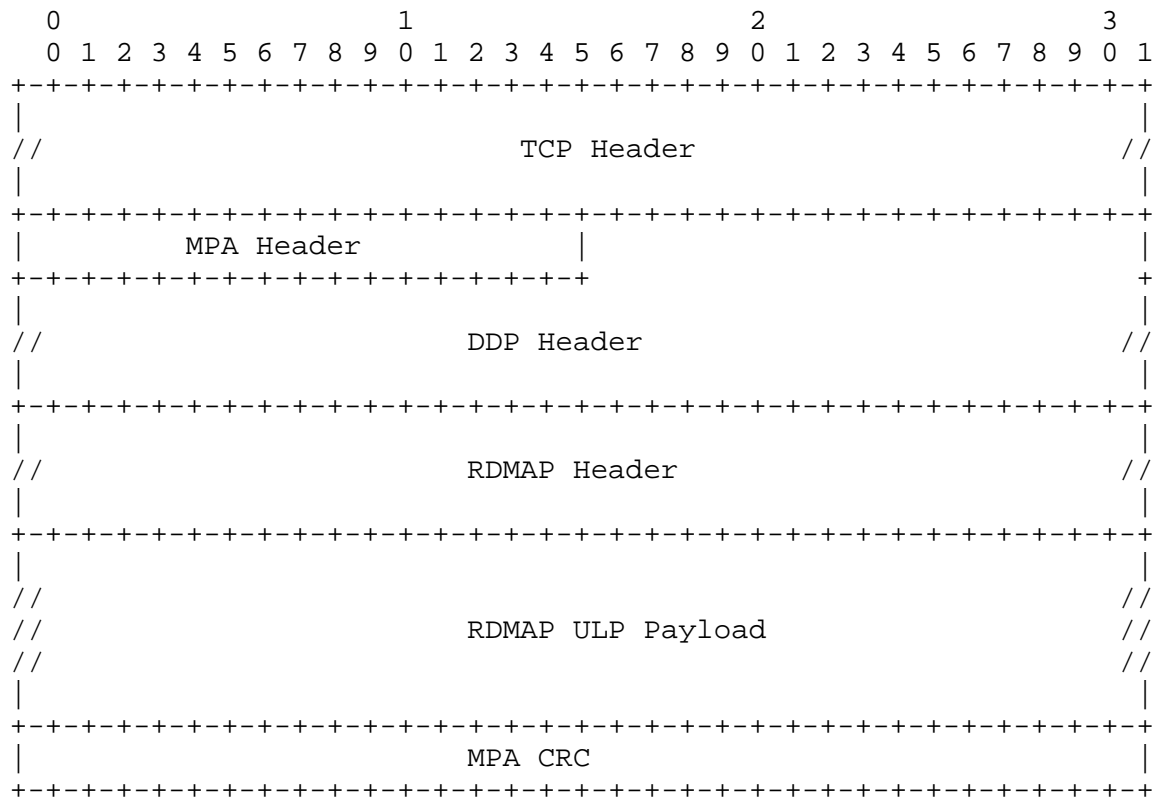 0                   1                   2                   3
 0 1 2 3 4 5 6 7 8 9 0 1 2 3 4 5 6 7 8 9 0 1 2 3 4 5 6 7 8 9 0 1
+-+-+-+-+-+-+-+-+-+-+-+-+-+-+-+-+-+-+-+-+-+-+-+-+-+-+-+-+-+-+-+-+
|                                                               |
//                           TCP Header                        //
|                                                               |
+-+-+-+-+-+-+-+-+-+-+-+-+-+-+-+-+-+-+-+-+-+-+-+-+-+-+-+-+-+-+-+-+
|         MPA Header            |                               |
+-+-+-+-+-+-+-+-+-+-+-+-+-+-+-+-+                               +
|                                                               |
//                        DDP Header                           //
|                                                               |
+-+-+-+-+-+-+-+-+-+-+-+-+-+-+-+-+-+-+-+-+-+-+-+-+-+-+-+-+-+-+-+-+
|                                                               |
//                        RDMAP Header                         //
|                                                               |
+-+-+-+-+-+-+-+-+-+-+-+-+-+-+-+-+-+-+-+-+-+-+-+-+-+-+-+-+-+-+-+-+
|                                                               |
//                                                             //
//                        RDMAP ULP Payload                    //
//                                                             //
|                                                               |
+-+-+-+-+-+-+-+-+-+-+-+-+-+-+-+-+-+-+-+-+-+-+-+-+-+-+-+-+-+-+-+-+
|                         MPA CRC                               |
+-+-+-+-+-+-+-+-+-+-+-+-+-+-+-+-+-+-+-+-+-+-+-+-+-+-+-+-+-+-+-+-+